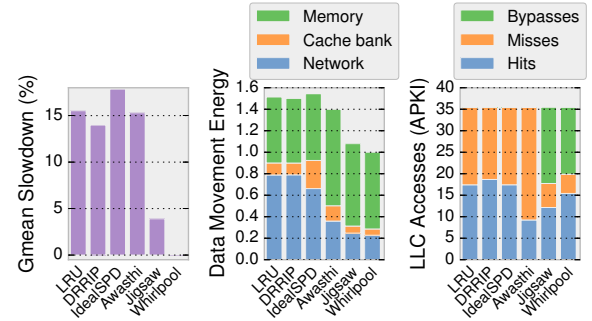 Memory
Cache bank
Network
Bypasses
Misses
Hits
Gmean Slowdown (%)
15
10
5
0
LRU
DRRIP
IdealSPD
Awasthi
Jigsaw
Whirlpool
Data Movement Energy
1.6
1.4
1.2
1.0
0.8
0.6
0.4
0.2
0.0
LRU
DRRIP
IdealSPD
Awasthi
Jigsaw
Whirlpool
LLC Accesses (APKI)
40
35
30
25
20
15
10
5
0
LRU
DRRIP
IdealSPD
Awasthi
Jigsaw
Whirlpool